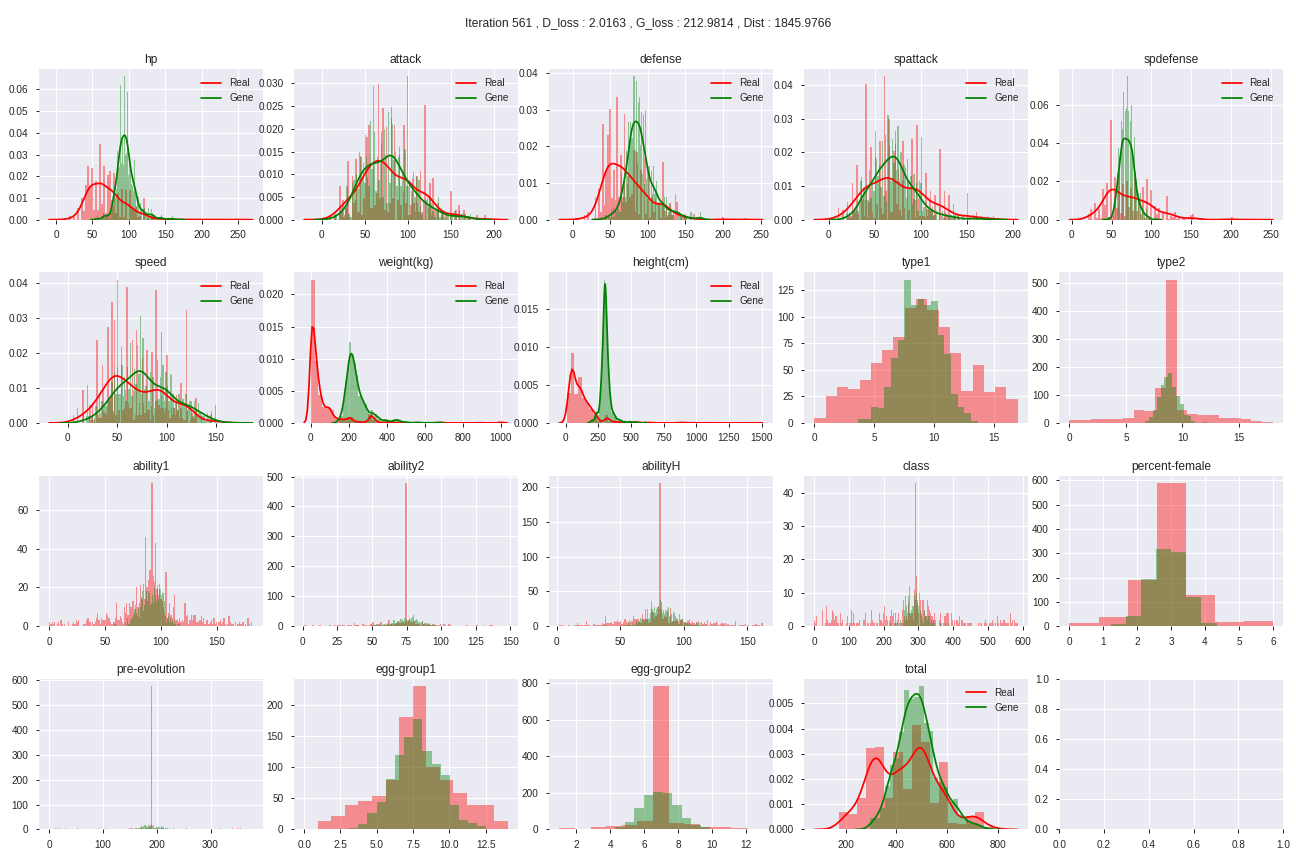 Iteration 561 , D_loss : 2.0163 , G_loss : 212.9814 , Dist : 1845.9766
hp attack defense spattack spdefense
Real Real Real Real Real
Gene Gene Gene Gene Gene
0.06 0.030 0.04 0.04 0.06
0.05 0.025 0.03 0.03 0.04
0.04 0.020 0.02 0.02 0.02
0.03 0.015 0.01 0.01 0.00
0.02 0.010 0.00 0.00
0.01 0.005
0.00 0.000
0 50 100 150 200 250 0 50 100 150 200 0 50 100 150 200 250 0 50 100 150 200 0 50 100 150 200 250
speed weight(kg) height(cm) type1 type2
Real Real Real
Gene Gene Gene
0.04 0.020 0.015 125 500
0.03 0.015 0.010 100 400
0.02 0.010 0.005 75 300
0.01 0.005 0.000 50 200
0.00 0.000 25 100
0 0
0 50 100 150 0 200 400 600 800 1000 0 250 500 750 1000 1250 1500 0 5 10 15 0 5 10 15
ability1 ability2 abilityH class percent-female
60 500 200 40 600
40 400 150 30 500
20 300 100 20 400
0 200 50 10 300
100 0 0 200
0 100
0
0 50 100 150 0 25 50 75 100 125 150 0 50 100 150 0 100 200 300 400 500 600 0 1 2 3 4 5 6
pre-evolution egg-group1 egg-group2 total
Real
Gene
600 200 800 0.005 1.0
500 150 600 0.004 0.8
400 100 400 0.003 0.6
300 50 200 0.002 0.4
200 0 0 0.001 0.2
100 0.000 0.0
0
0 100 200 300 0.0 2.5 5.0 7.5 10.0 12.5 2 4 6 8 10 12 200 400 600 800 0.0 0.2 0.4 0.6 0.8 1.0